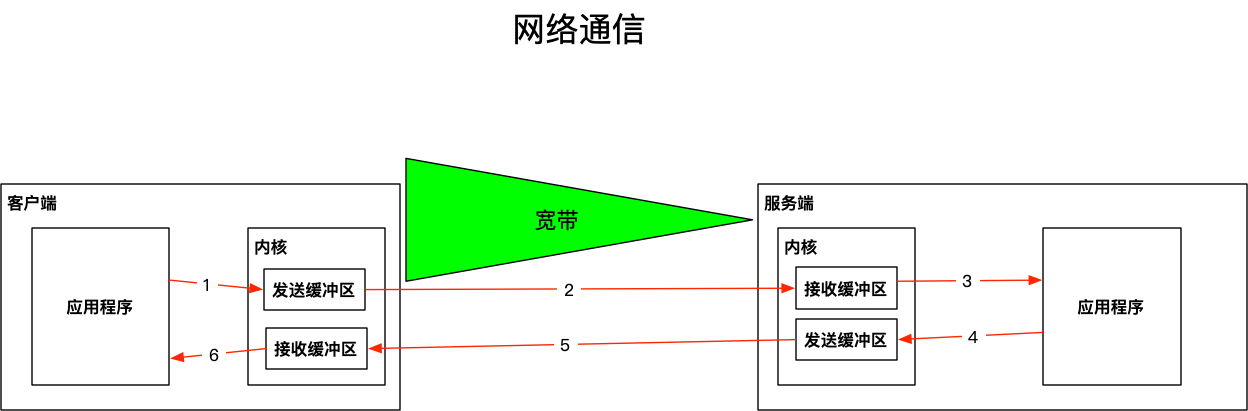 网络通信
宽带
客户端
应用程序
1
内核
发送缓冲区
接收缓冲区
6
2
5
服务端
内核
接收缓冲区
发送缓冲区
3
4
应用程序